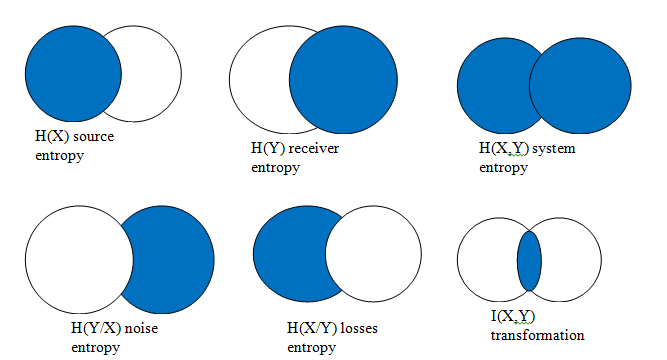 H(X) source
entropy
H(Y) receiver
entropy
H(X,Y) system
entropy
H(Y/X) noise
entropy
H(X/Y) losses
entropy
I(X,Y)
transformation